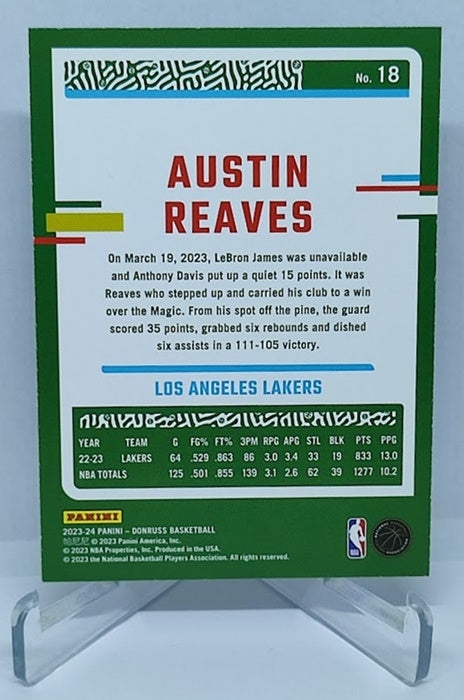 No. 18
AUSTIN
REAVES
On March 19, 2023, LeBron James was unavailable
and Anthony Davis put up a quiet 15 points. It was
Reaves who stepped up and carried his club to a win
over the Magic. From his spot off the pine, the guard
scored 35 points, grabbed six rebounds and dished
six assists in a 111-105 victory.
LOS ANGELES LAKERS
YEAR TEAM G FG% FT% 3PM RPG APG STL BLK PTS PPG
22-23 LAKERS 64 .529 .863 86 3.0 3.4 33 19 833 13.0
NBA TOTALS 125 .501 .855 139 3.1 2.6 62 39 1277 10.2
PANINI
2023-24 PANINI – DONRUSS BASKETBALL
帕尼尼 © 2023 Panini America, Inc.
© 2023 NBA Properties, Inc. Produced in the USA.
© 2023 the National Basketball Players Association. All rights reserved.